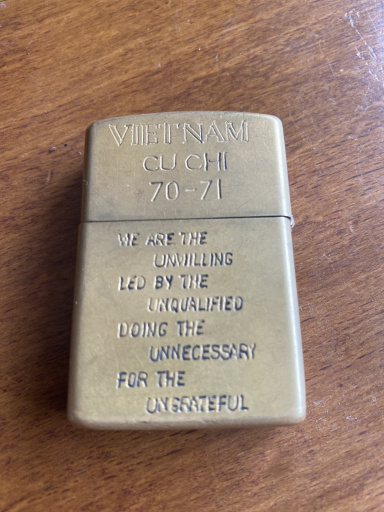 VIETNAM
CU CHI
70-71
WE ARE THE
UNWILLING
LED BY THE
UNQUALIFIED
DOING THE
UNNECESSARY
FOR THE
UNGRATEFUL